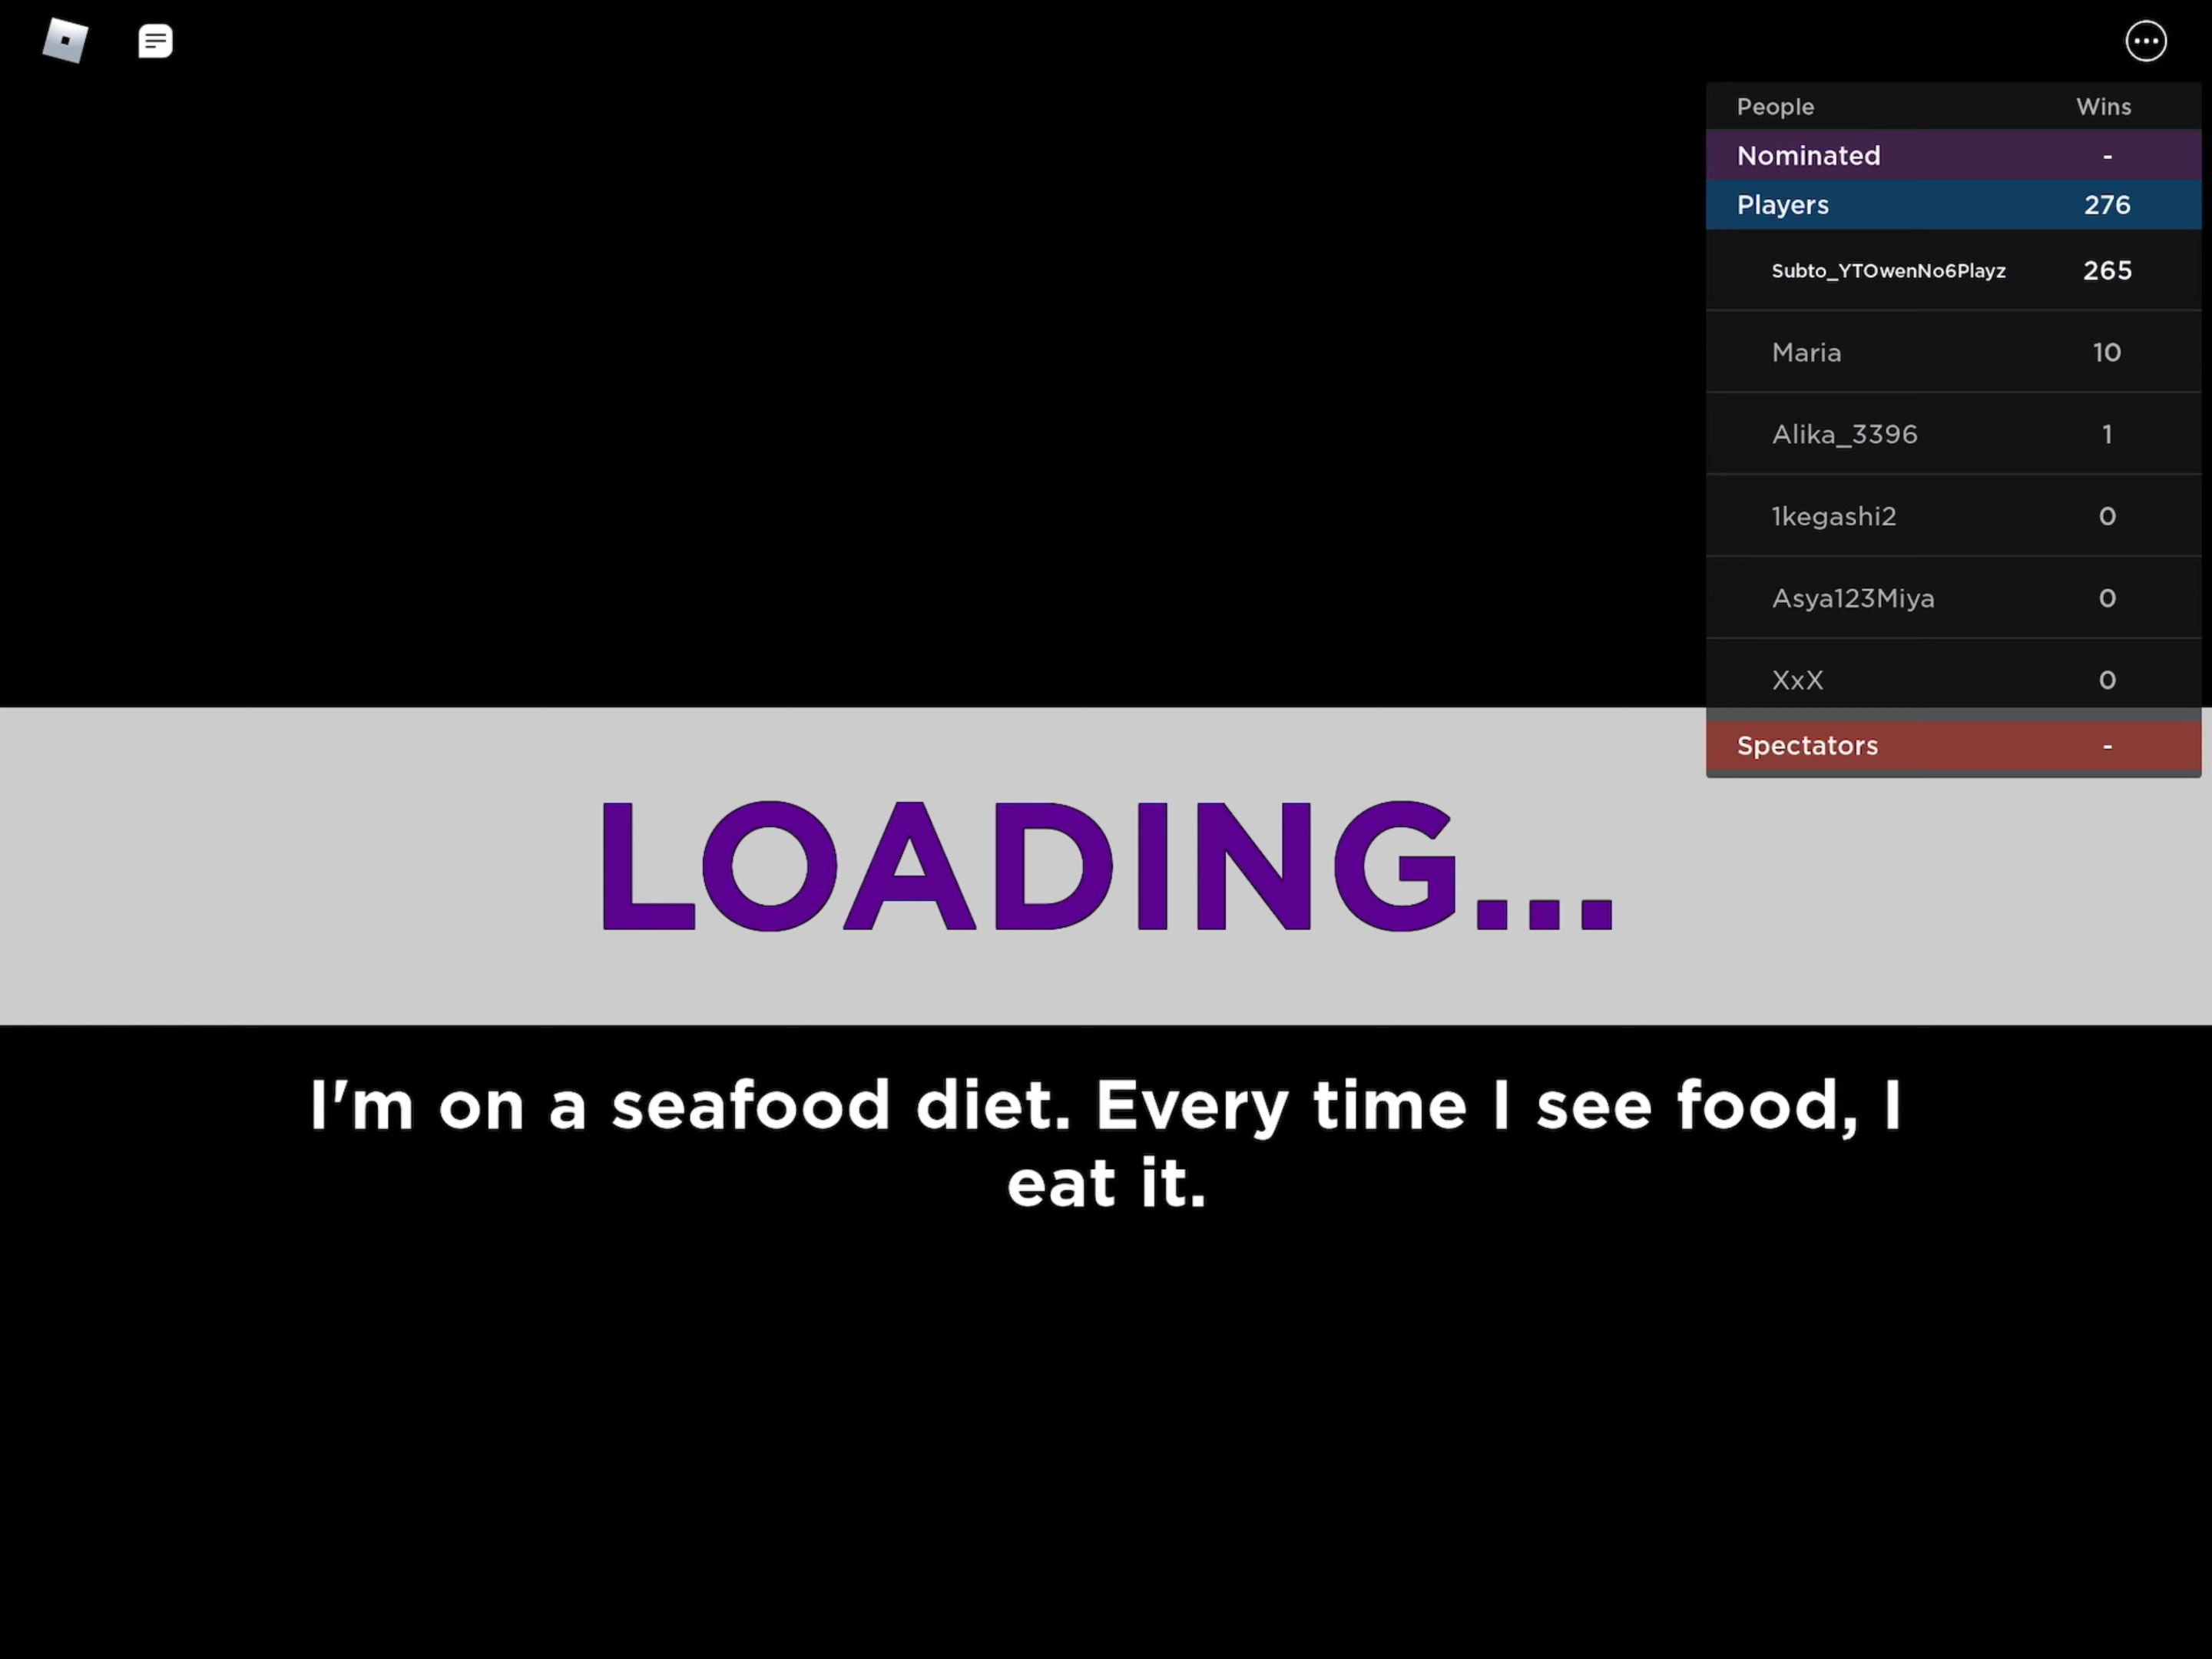 People Wins
Nominated -
Players 276
Subto_YTOwenNo6Playz 265
Maria 10
Alika_3396 1
1kegashi2 0
Asya123Miya 0
XxX 0
Spectators -
LOADING...
I'm on a seafood diet. Every time I see food, I
eat it.